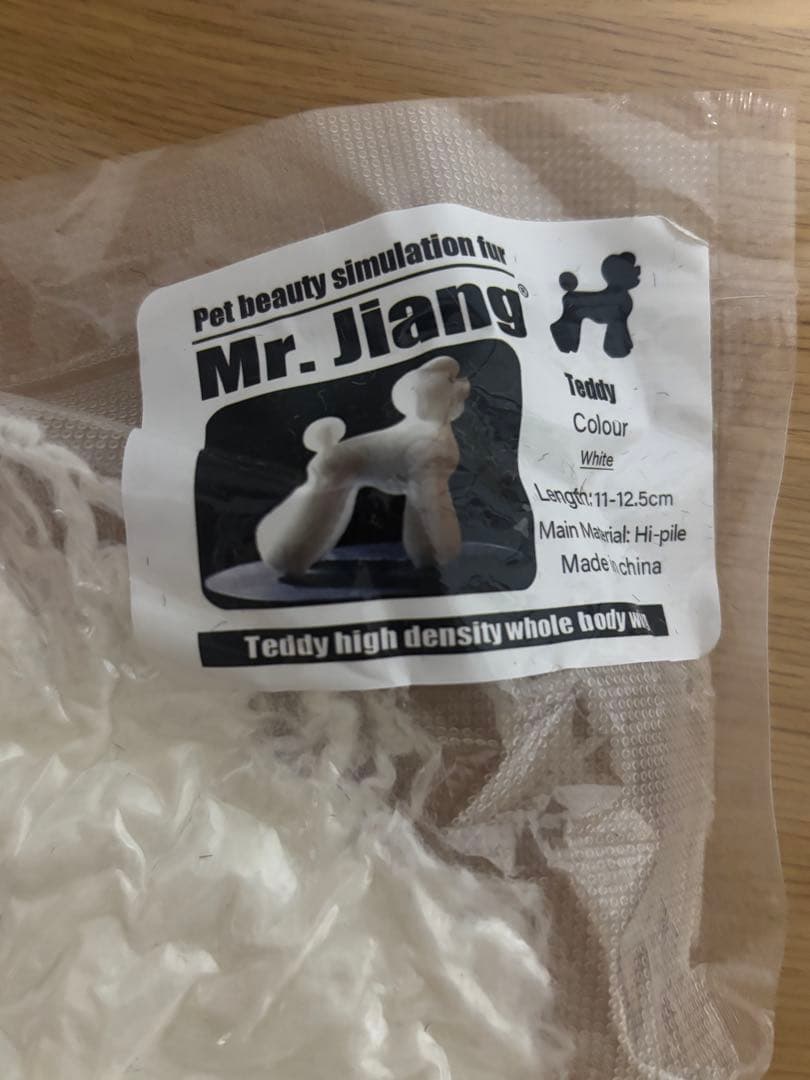 Pet beauty simulation fur
Mr. Jiang®
Teddy
Colour
White
Length:11-12.5cm
Main Material: Hi-pile
Made in china
Teddy high density whole body